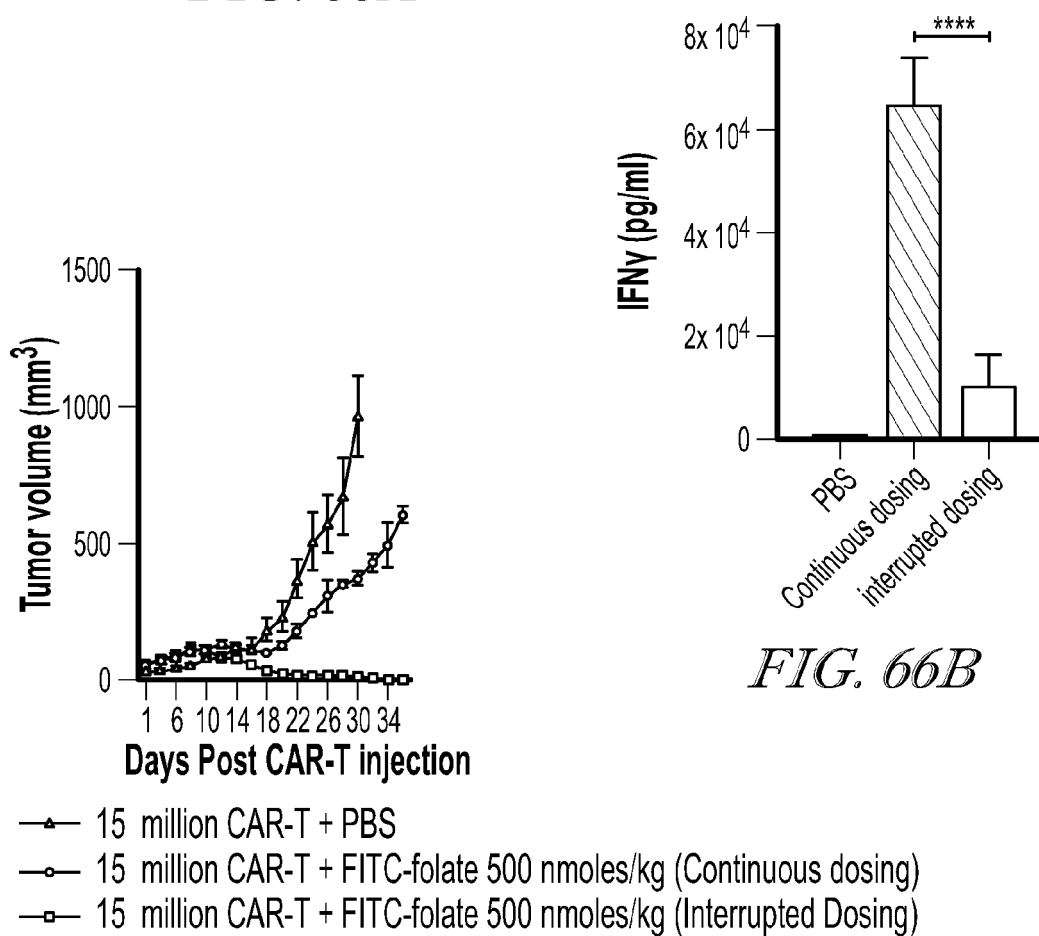 8x 10⁴
6x 10⁴
4x 10⁴
2x 10⁴
0
IFNγ (pg/ml)
****
PBS
Continuous dosing
interrupted dosing
FIG. 66B
1500
1000
500
0
Tumor volume (mm³)
1 6 10 14 18 22 26 30 34
Days Post CAR-T injection
15 million CAR-T + PBS
15 million CAR-T + FITC-folate 500 nmoles/kg (Continuous dosing)
15 million CAR-T + FITC-folate 500 nmoles/kg (Interrupted Dosing)